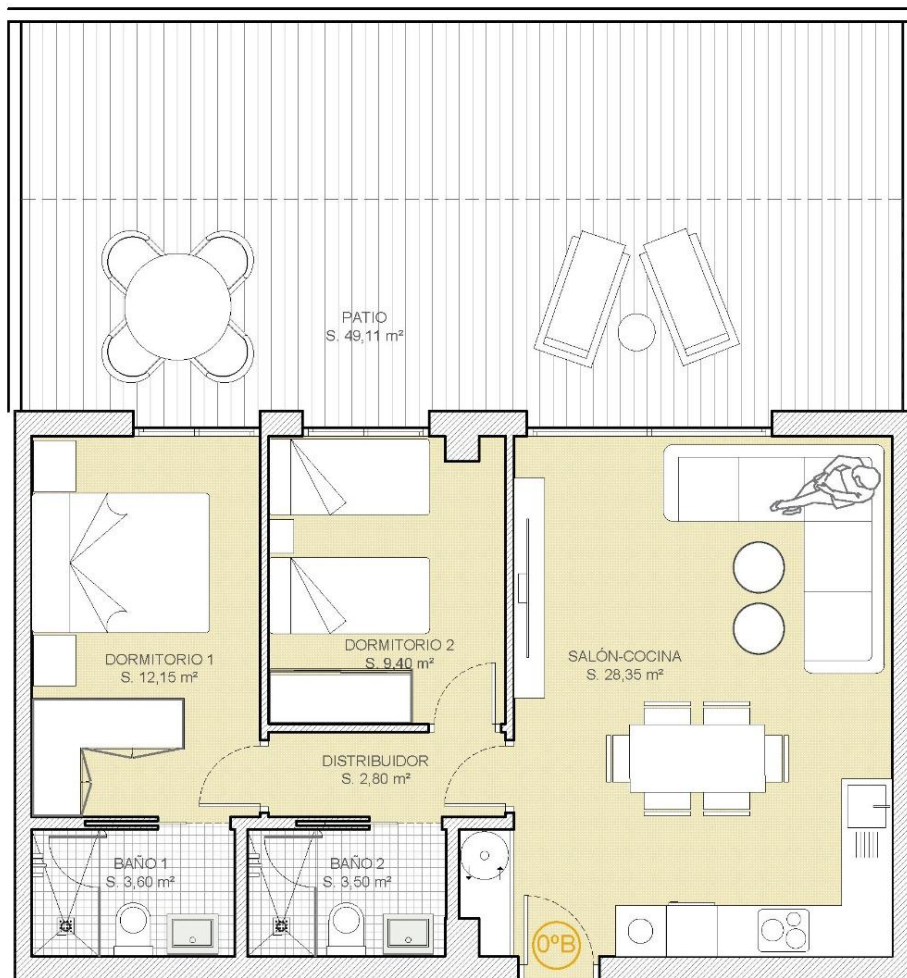 PATIO
S. 49,11 m²
DORMITORIO 1
S. 12,15 m²
DORMITORIO 2
S. 9,40 m²
SALÓN-COCINA
S. 28,35 m²
DISTRIBUIDOR
S. 2,80 m²
BAÑO 1
S. 3,60 m²
BAÑO 2
S. 3,50 m²
0ºB